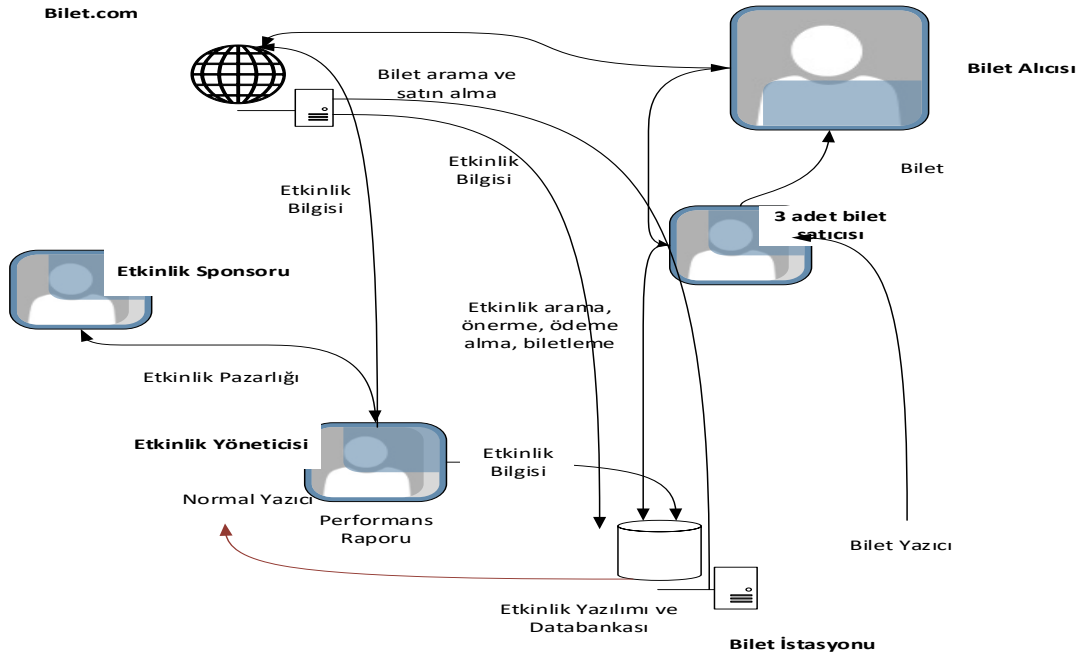 Bilet.com
Bilet Alıcısı
Bilet arama ve
satın alma
Etkinlik
Bilgisi
Bilet
Etkinlik
Bilgisi
3 adet bilet
satıcısı
Etkinlik Sponsoru
Etkinlik arama,
önerme, ödeme
alma, biletleme
Etkinlik Pazarlığı
Etkinlik Yöneticisi
Etkinlik
Bilgisi
Normal Yazıcı
Performans
Raporu
Bilet Yazıcı
Etkinlik Yazılımı ve
Databankası
Bilet İstasyonu